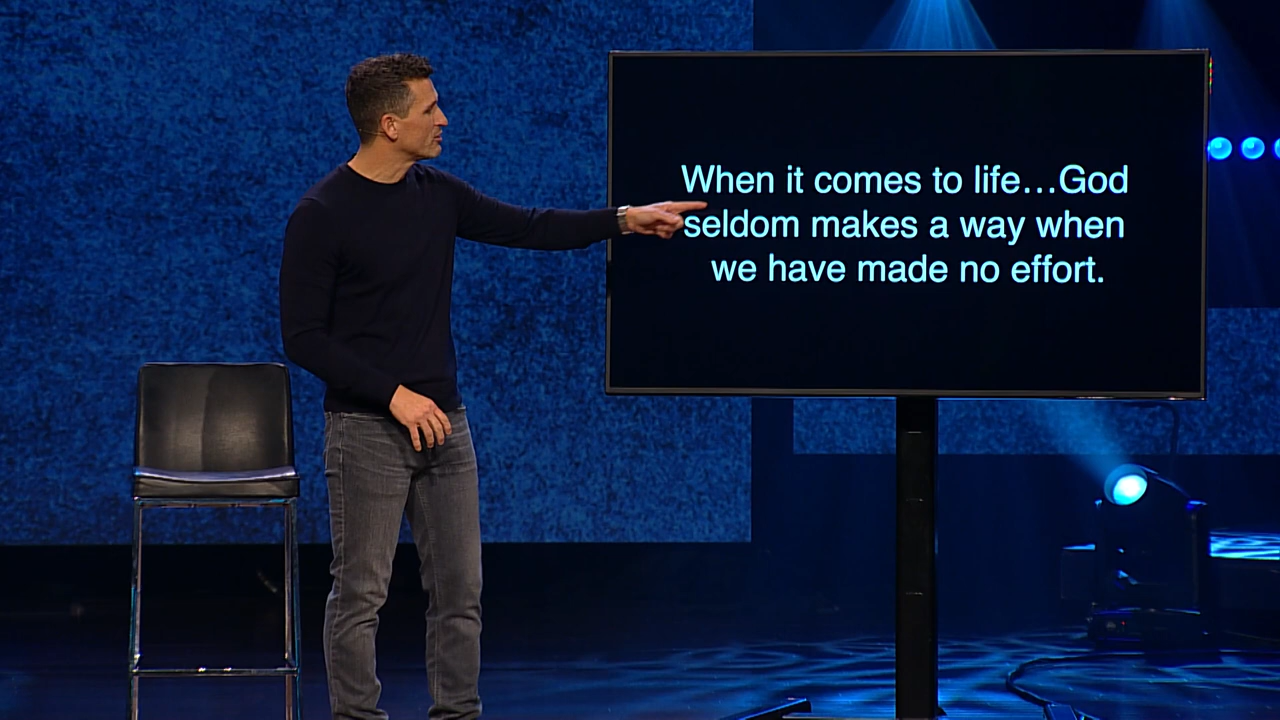 When it comes to life...God
seldom makes a way when
we have made no effort.